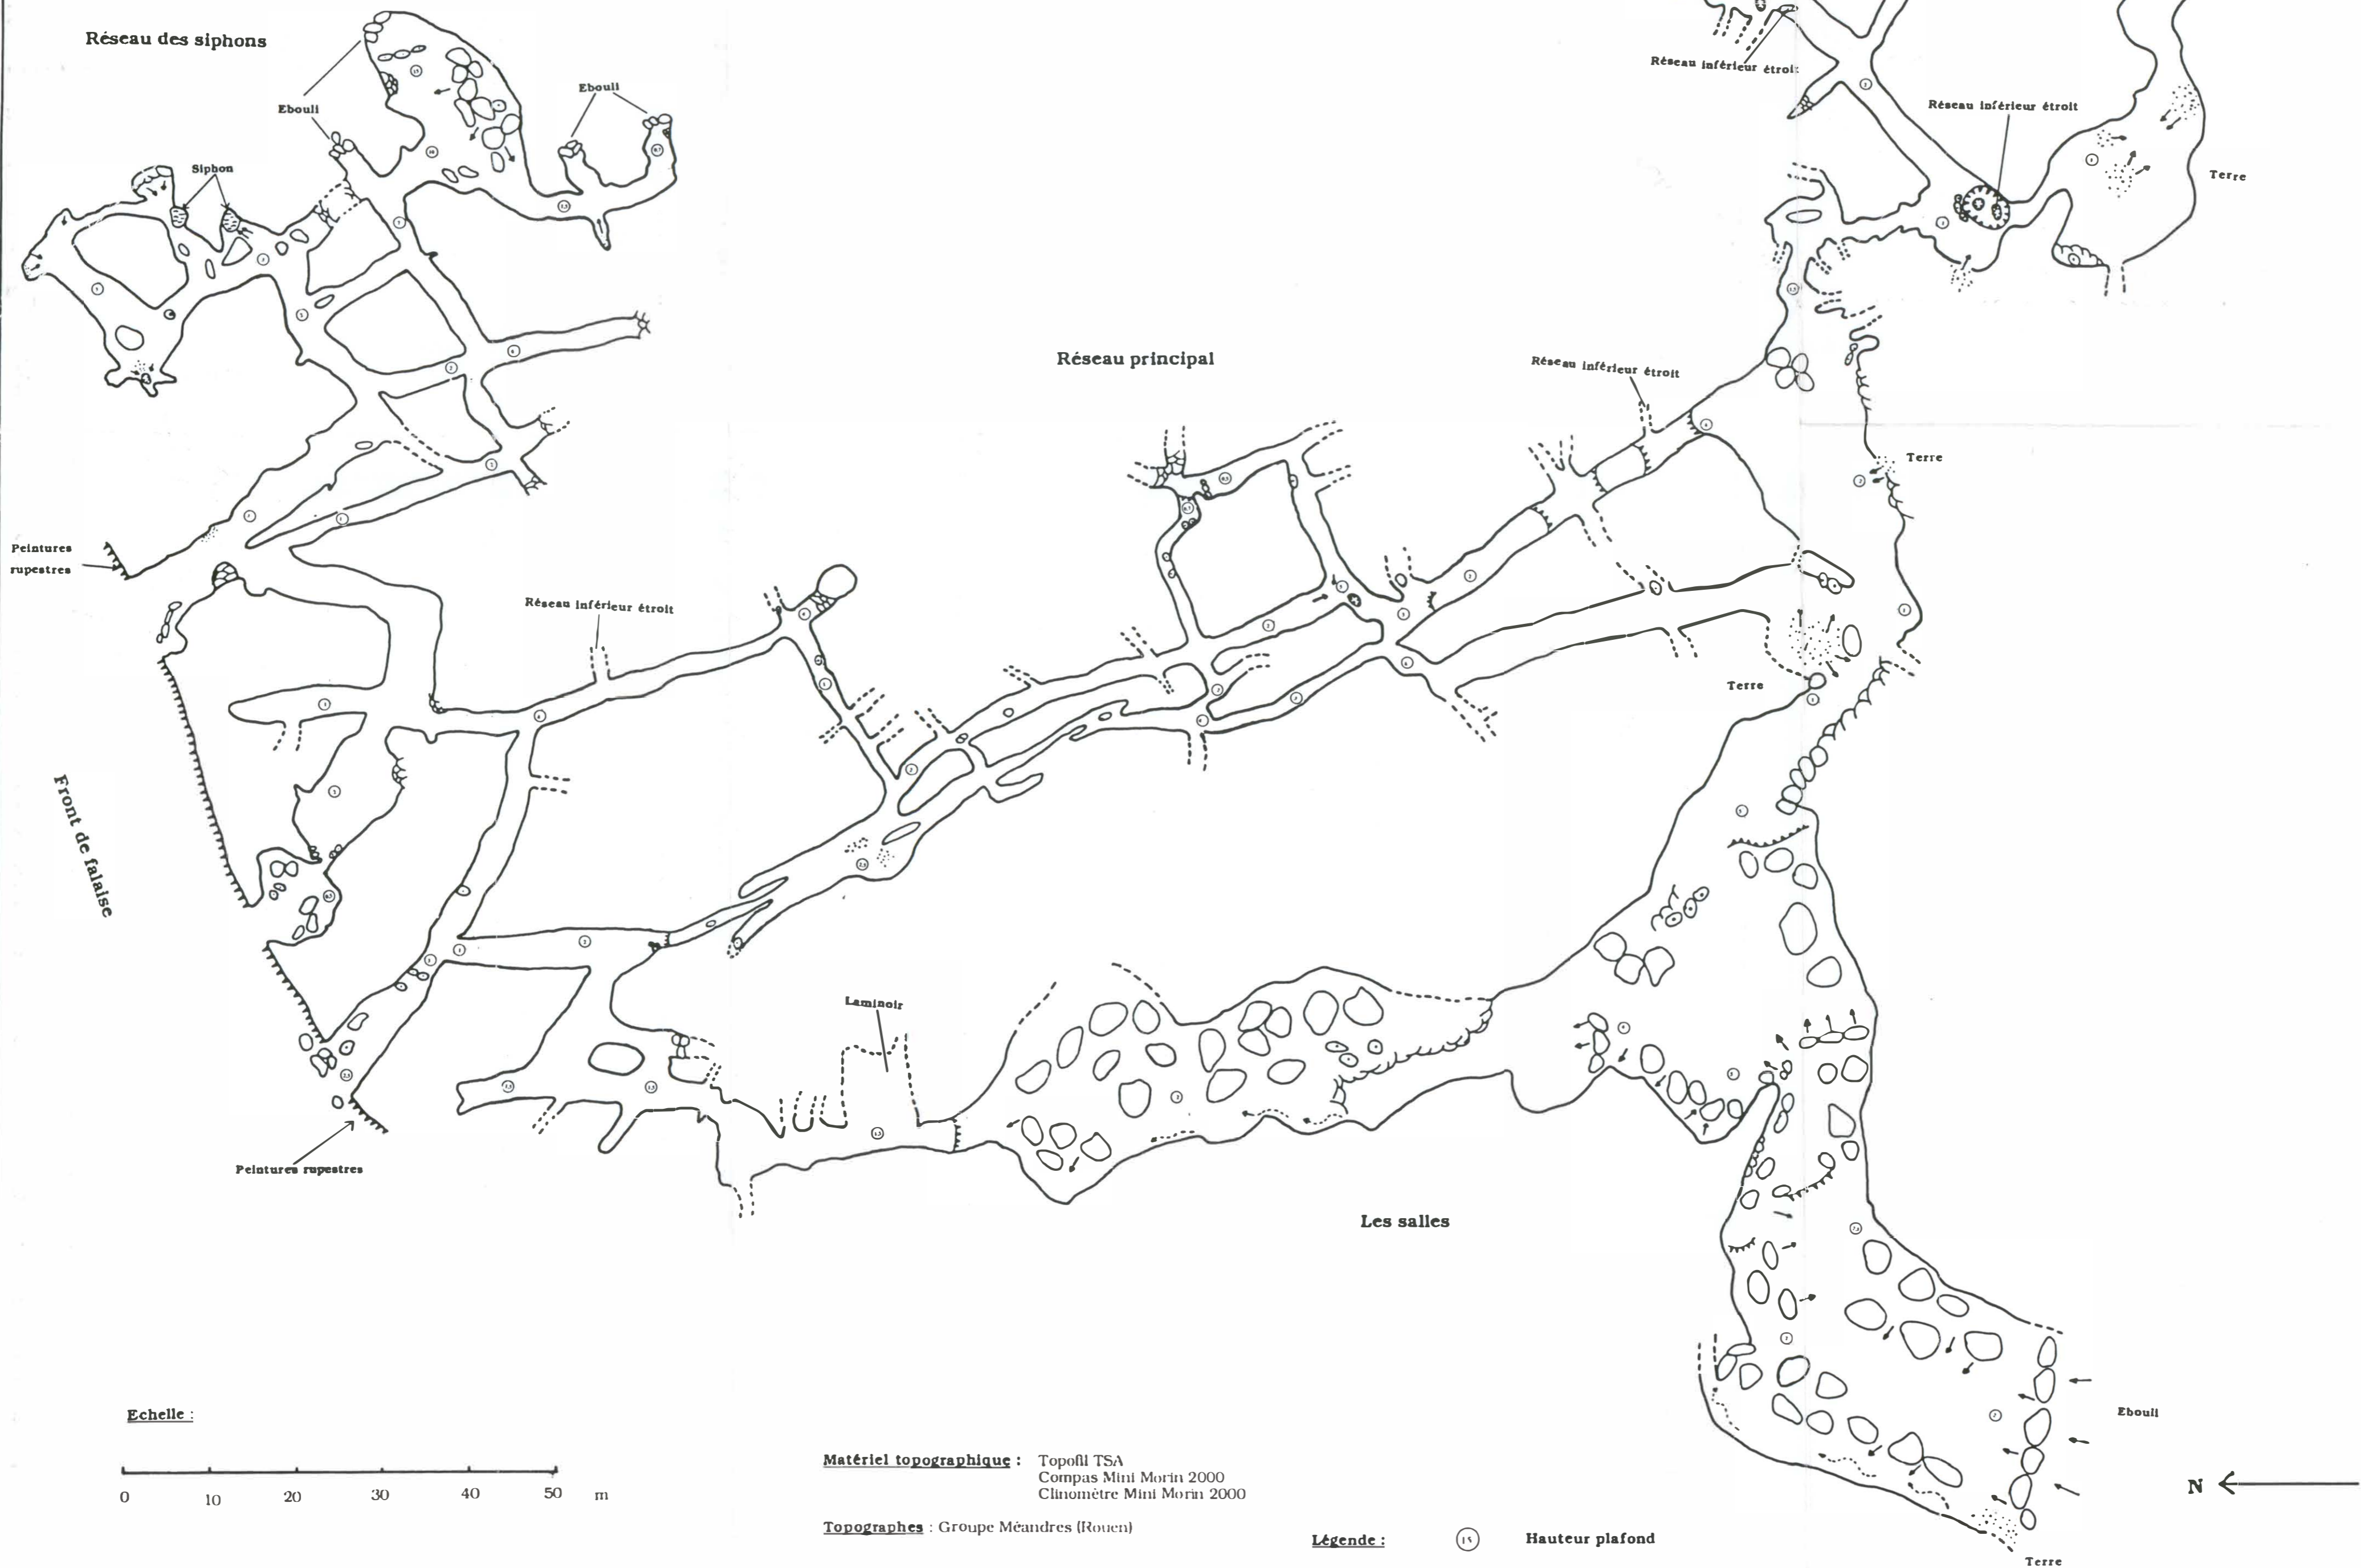 Réseau des siphons
Ebouli
Ebouli
Siphon
Réseau inférieur étroit
Réseau inférieur étroit
Terre
Réseau principal
Réseau inférieur étroit
Terre
Peintures
rupestres
Réseau inférieur étroit
Terre
Front de falaise
Laminoir
Peintures rupestres
Les salles
Ebouli
Echelle :
0 10 20 30 40 50 m
Matériel topographique : Topofil TSA
Compas Mini Morin 2000
Clinomètre Mini Morin 2000
Topographes : Groupe Méandres (Rouen)
Légende : 15 Hauteur plafond
N
Terre